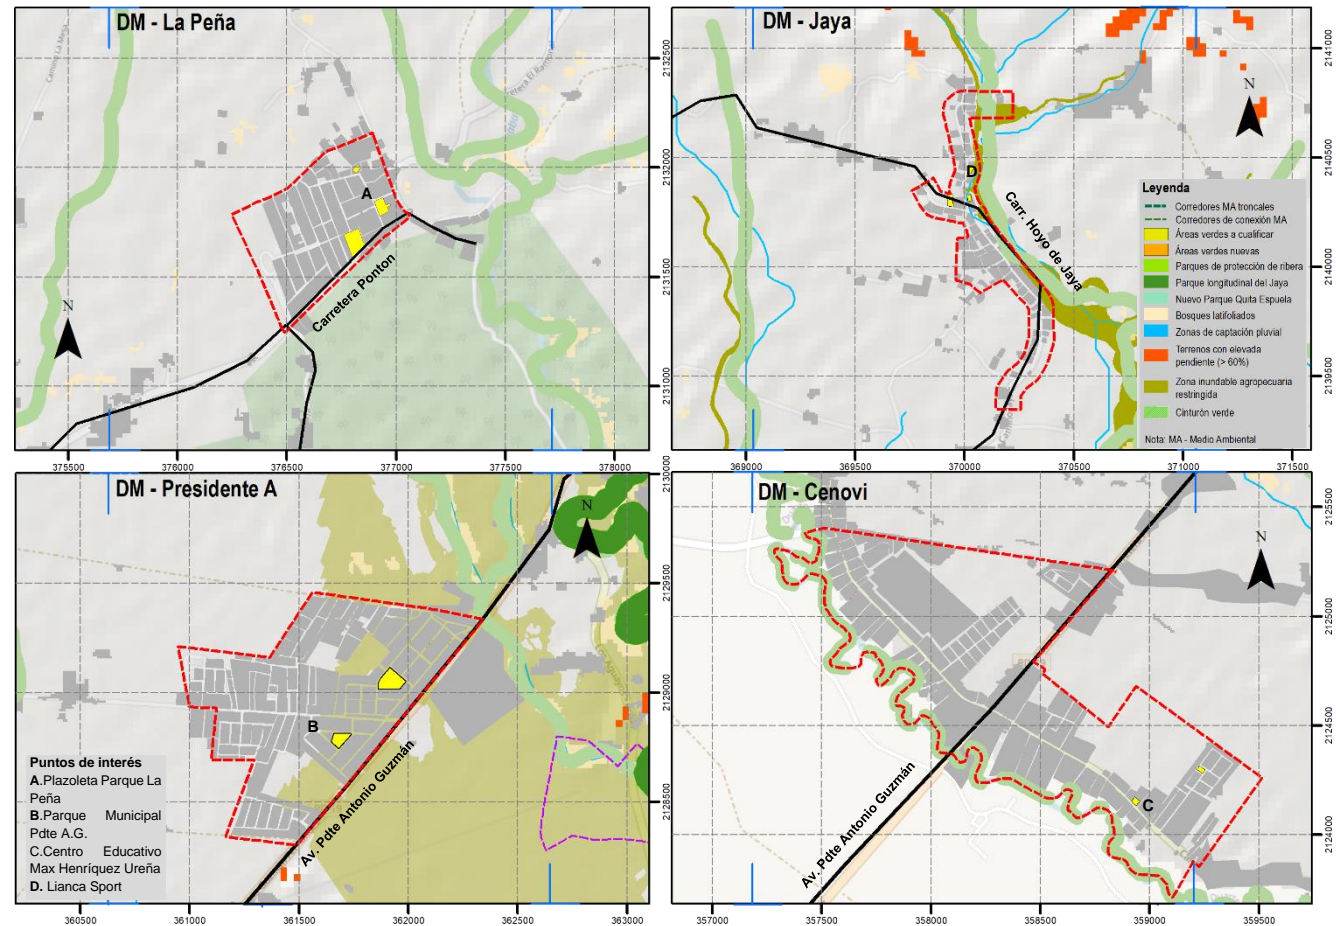 DM - La Peña
Camino La Mesa
A
Carretera Ponton
N
2132500
2132000
2131500
2131000
375500
376000
376500
377000
377500
378000
DM - Jaya
N
D
Carr. Hoyo de Jaya
2141000
2140500
2140000
2139500
369000
369500
370000
370500
371000
371500
Leyenda
Corredores MA troncales
Corredores de conexión MA
Áreas verdes a cualificar
Áreas verdes nuevas
Parques de protección de ribera
Parque longitudinal del Jaya
Nuevo Parque Quita Espuela
Bosques latifoliados
Zonas de captación pluvial
Terrenos con elevada
pendiente (> 60%)
Zona inundable agropecuaria
restringida
Cinturón verde
Nota: MA - Medio Ambiental
DM - Presidente A
N
B
Av. Pdte Antonio Guzmán
2130000
2129500
2129000
2128500
360500
361000
361500
362000
362500
363000
Puntos de interés
A.Plazoleta Parque La
Peña
B.Parque Municipal
Pdte A.G.
C.Centro Educativo
Max Henríquez Ureña
D. Lianca Sport
DM - Cenovi
N
C
Av. Pdte Antonio Guzmán
2125500
2125000
2124500
2124000
357000
357500
358000
358500
359000
359500